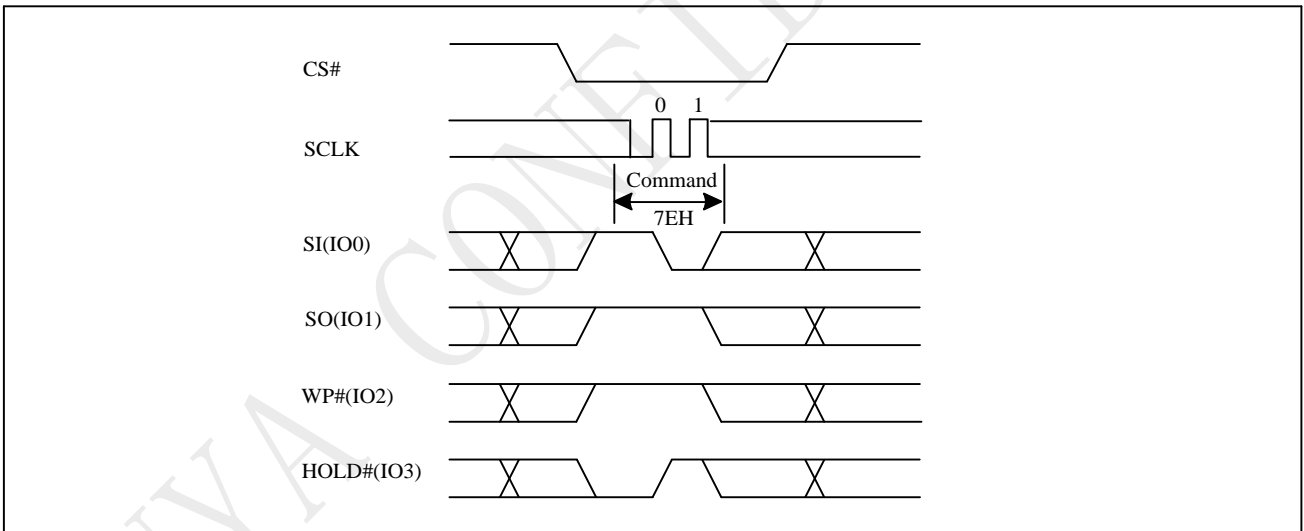 CS#
0 1
SCLK
Command
7EH
SI(IO0)
SO(IO1)
WP#(IO2)
HOLD#(IO3)